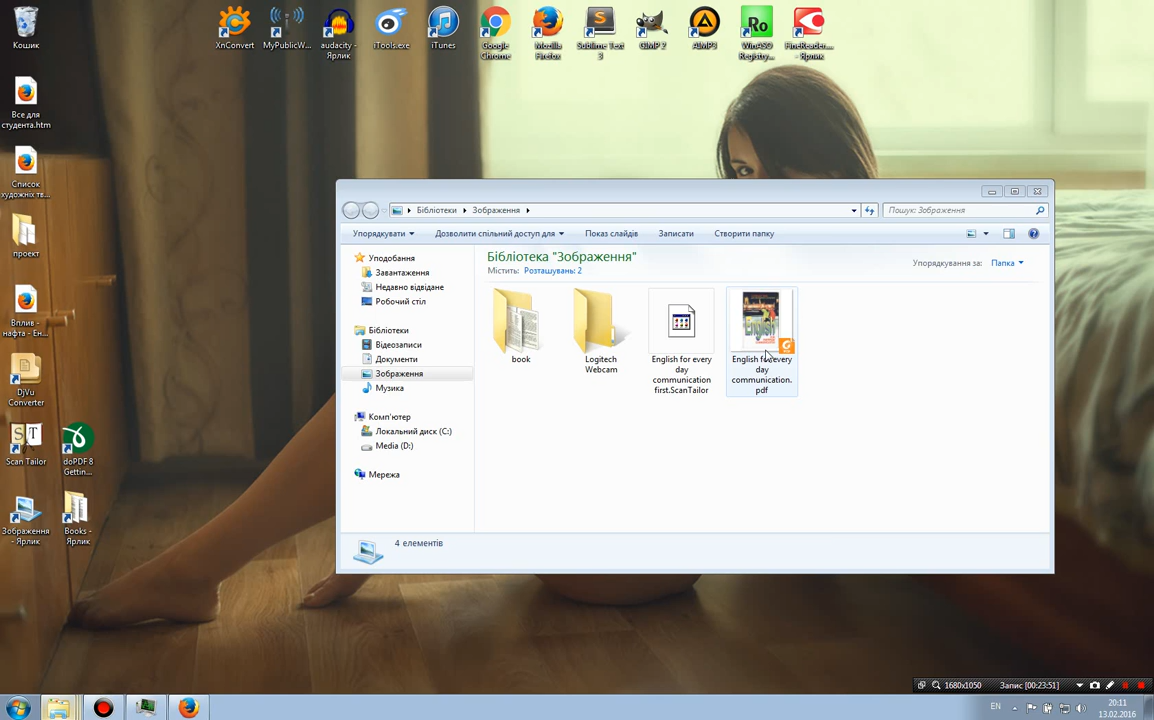 Кошик
XnConvert
MyPublicW...
audacity -
Ярлик
iTools.exe
iTunes
Google
Chrome
Mozilla
Firefox
Sublime Text
3
GIMP 2
AIMP3
WinASO
Registry...
FineReader....
- Ярлик
Все для
студента.htm
Список
художніх тв...
проект
Вплив -
нафта - Ен...
DjVu
Converter
Scan Tailor
doPDF 8
Gettin...
Зображення
- Ярлик
Books -
Ярлик
Бібліотеки
Зображення
Пошук: Зображення
Упорядкувати
Дозволити спільний доступ для
Показ слайдів
Записати
Створити папку
Уподобання
Завантаження
Недавно відвідане
Робочий стіл
Бібліотеки
Відеозаписи
Документи
Зображення
Музика
Комп'ютер
Локальний диск (C:)
Media (D:)
Мережа
Бібліотека "Зображення"
Містить: Розташувань: 2
Упорядкування за: Папка
book
Logitech
Webcam
English for every
day
communication
first.ScanTailor
English for every
day
communication.
pdf
4 елементів
1680x1050
Запис [00:23:51]
EN
20:11
13.02.2016